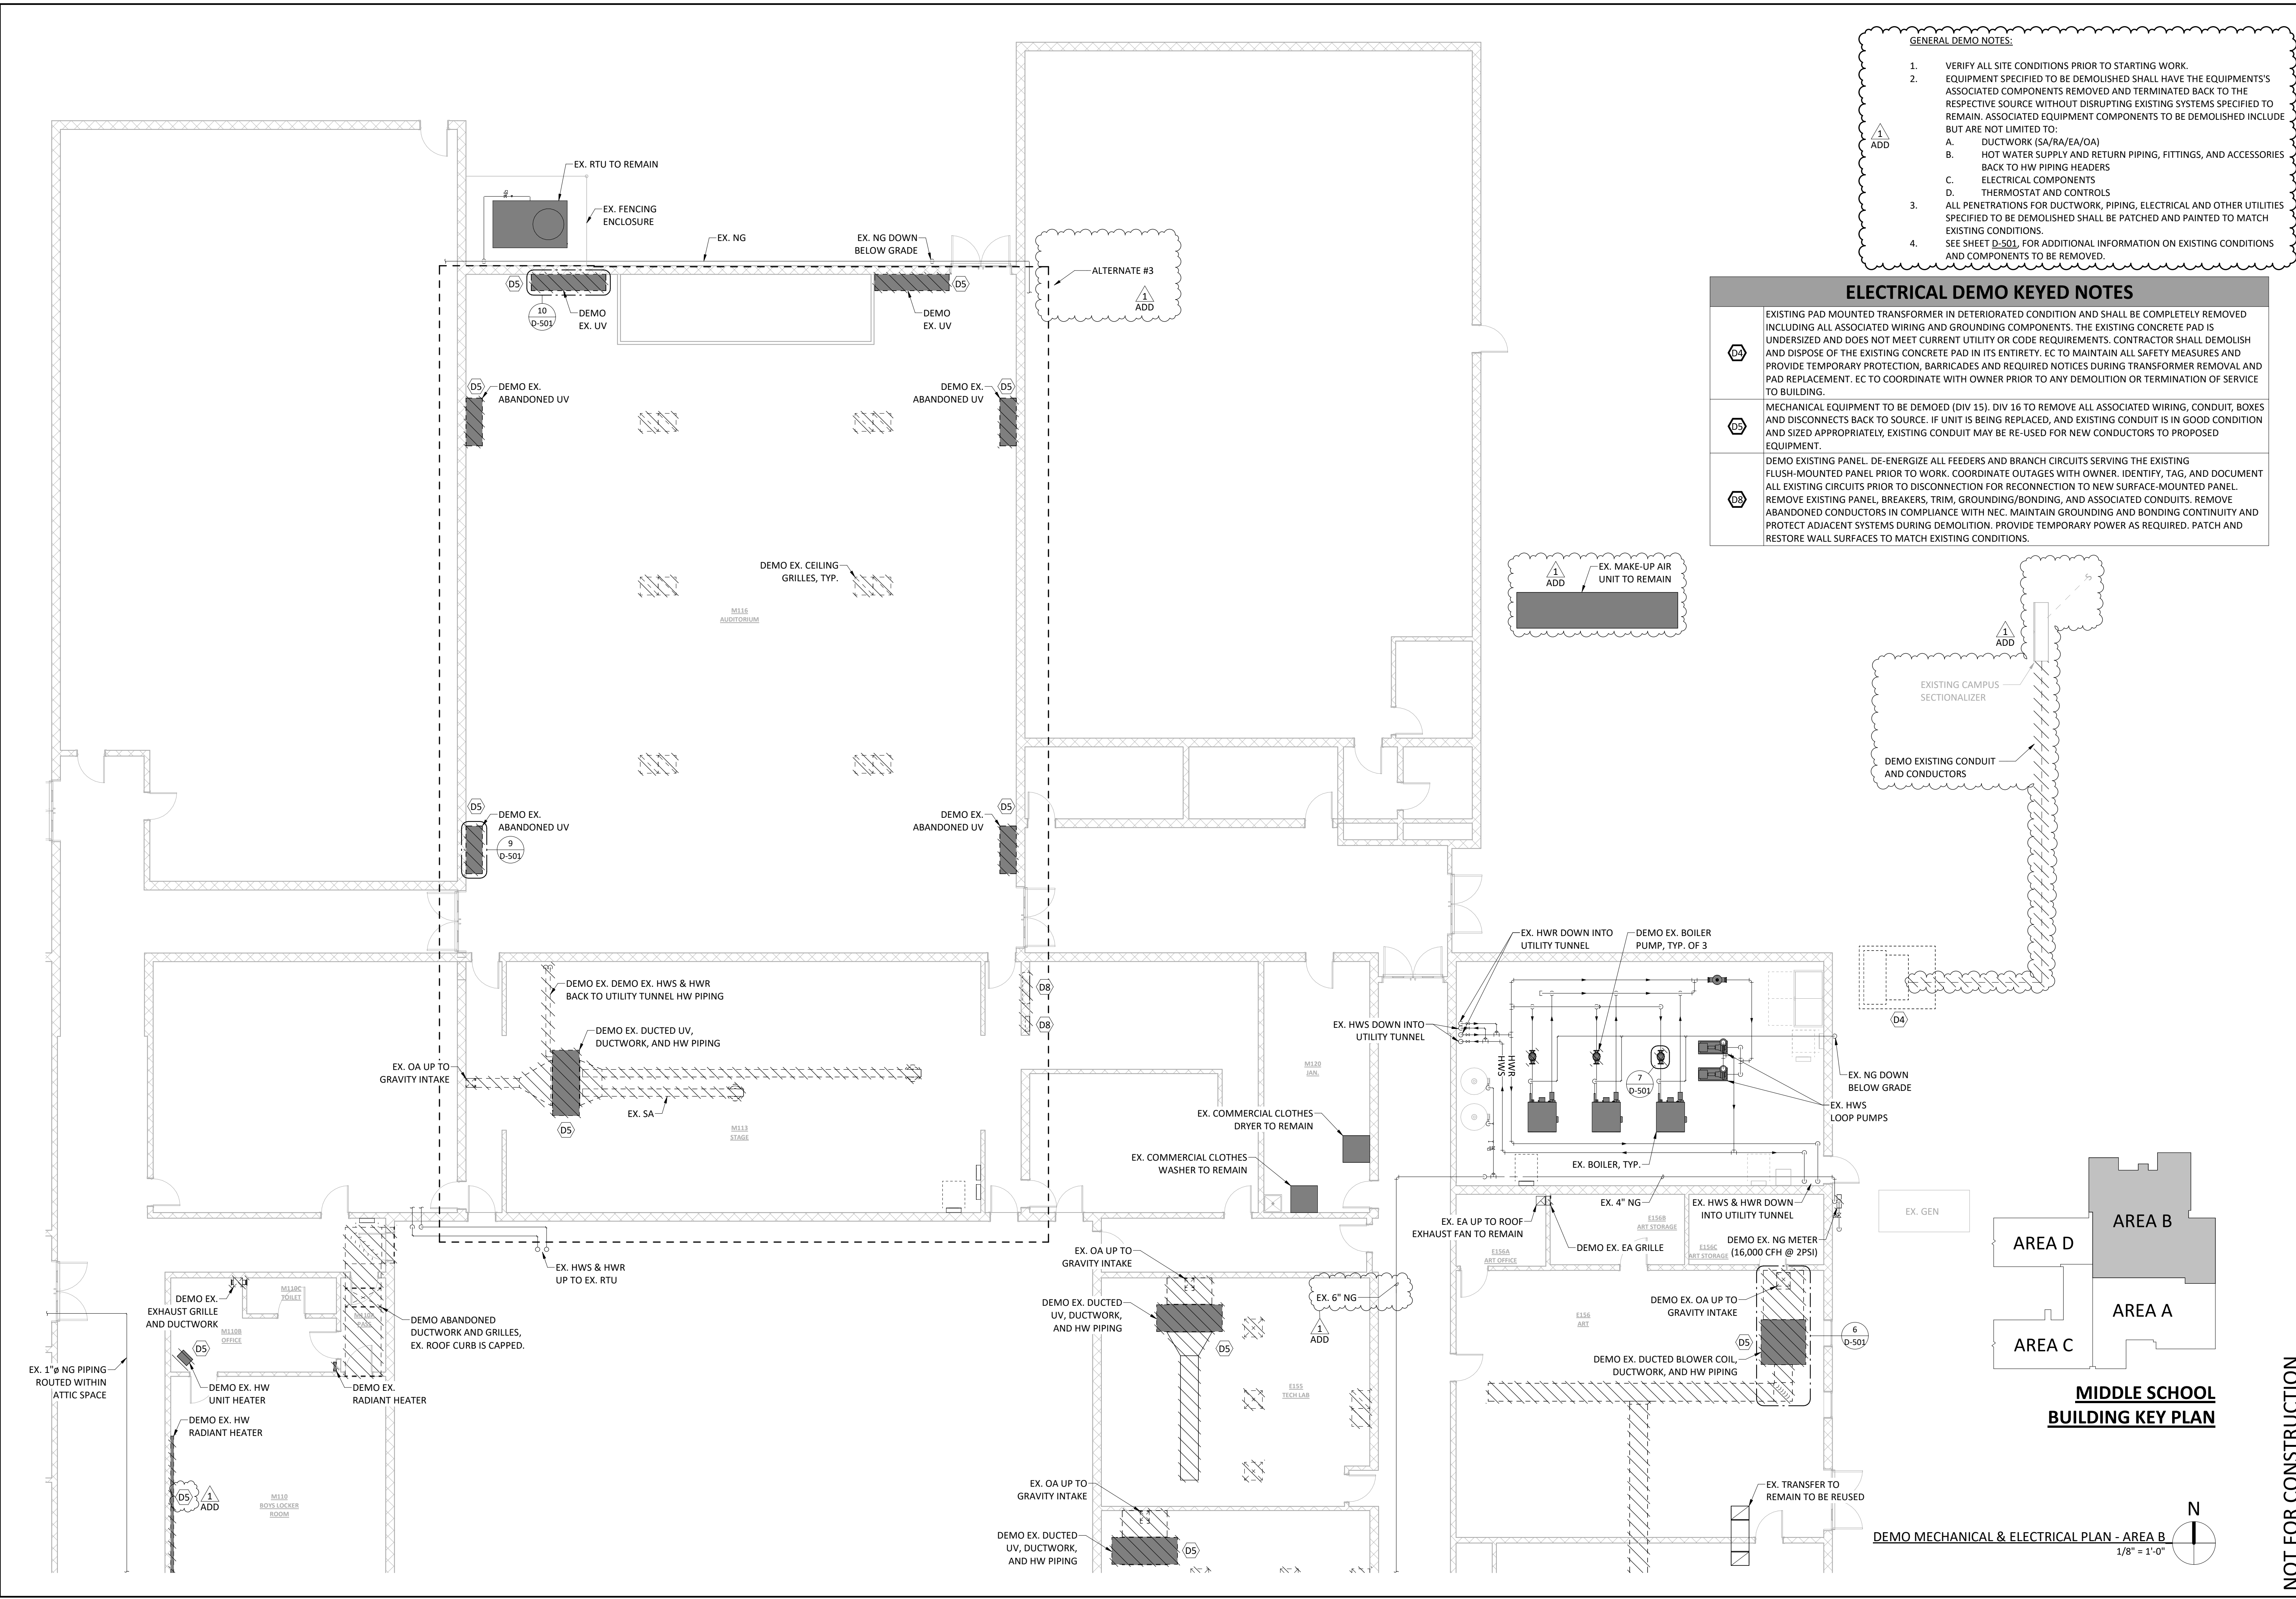 GENERAL DEMO NOTES:
1. VERIFY ALL SITE CONDITIONS PRIOR TO STARTING WORK.
2. EQUIPMENT SPECIFIED TO BE DEMOLISHED SHALL HAVE THE EQUIPMENTS'S
ASSOCIATED COMPONENTS REMOVED AND TERMINATED BACK TO THE
RESPECTIVE SOURCE WITHOUT DISRUPTING EXISTING SYSTEMS SPECIFIED TO
REMAIN. ASSOCIATED EQUIPMENT COMPONENTS TO BE DEMOLISHED INCLUDE
BUT ARE NOT LIMITED TO:
A. DUCTWORK (SA/RA/EA/OA)
B. HOT WATER SUPPLY AND RETURN PIPING, FITTINGS, AND ACCESSORIES
BACK TO HW PIPING HEADERS
C. ELECTRICAL COMPONENTS
D. THERMOSTAT AND CONTROLS
3. ALL PENETRATIONS FOR DUCTWORK, PIPING, ELECTRICAL AND OTHER UTILITIES
SPECIFIED TO BE DEMOLISHED SHALL BE PATCHED AND PAINTED TO MATCH
EXISTING CONDITIONS.
4. SEE SHEET D-501, FOR ADDITIONAL INFORMATION ON EXISTING CONDITIONS
AND COMPONENTS TO BE REMOVED.
1
ADD
ELECTRICAL DEMO KEYED NOTES
D4
EXISTING PAD MOUNTED TRANSFORMER IN DETERIORATED CONDITION AND SHALL BE COMPLETELY REMOVED
INCLUDING ALL ASSOCIATED WIRING AND GROUNDING COMPONENTS. THE EXISTING CONCRETE PAD IS
UNDERSIZED AND DOES NOT MEET CURRENT UTILITY OR CODE REQUIREMENTS. CONTRACTOR SHALL DEMOLISH
AND DISPOSE OF THE EXISTING CONCRETE PAD IN ITS ENTIRETY. EC TO MAINTAIN ALL SAFETY MEASURES AND
PROVIDE TEMPORARY PROTECTION, BARRICADES AND REQUIRED NOTICES DURING TRANSFORMER REMOVAL AND
PAD REPLACEMENT. EC TO COORDINATE WITH OWNER PRIOR TO ANY DEMOLITION OR TERMINATION OF SERVICE
TO BUILDING.
D5
MECHANICAL EQUIPMENT TO BE DEMOED (DIV 15). DIV 16 TO REMOVE ALL ASSOCIATED WIRING, CONDUIT, BOXES
AND DISCONNECTS BACK TO SOURCE. IF UNIT IS BEING REPLACED, AND EXISTING CONDUIT IS IN GOOD CONDITION
AND SIZED APPROPRIATELY, EXISTING CONDUIT MAY BE RE-USED FOR NEW CONDUCTORS TO PROPOSED
EQUIPMENT.
D8
DEMO EXISTING PANEL. DE-ENERGIZE ALL FEEDERS AND BRANCH CIRCUITS SERVING THE EXISTING
FLUSH-MOUNTED PANEL PRIOR TO WORK. COORDINATE OUTAGES WITH OWNER. IDENTIFY, TAG, AND DOCUMENT
ALL EXISTING CIRCUITS PRIOR TO DISCONNECTION FOR RECONNECTION TO NEW SURFACE-MOUNTED PANEL.
REMOVE EXISTING PANEL, BREAKERS, TRIM, GROUNDING/BONDING, AND ASSOCIATED CONDUITS. REMOVE
ABANDONED CONDUCTORS IN COMPLIANCE WITH NEC. MAINTAIN GROUNDING AND BONDING CONTINUITY AND
PROTECT ADJACENT SYSTEMS DURING DEMOLITION. PROVIDE TEMPORARY POWER AS REQUIRED. PATCH AND
RESTORE WALL SURFACES TO MATCH EXISTING CONDITIONS.
EX. RTU TO REMAIN
EX. FENCING
ENCLOSURE
EX. NG
EX. NG DOWN
BELOW GRADE
ALTERNATE #3
1
ADD
D5
10
D-501
DEMO
EX. UV
DEMO
EX. UV
D5
D5
DEMO EX.
ABANDONED UV
DEMO EX.
ABANDONED UV
D5
DEMO EX. CEILING
GRILLES, TYP.
M116
AUDITORIUM
1
ADD
EX. MAKE-UP AIR
UNIT TO REMAIN
1
ADD
EXISTING CAMPUS
SECTIONALIZER
DEMO EXISTING CONDUIT
AND CONDUCTORS
D5
DEMO EX.
ABANDONED UV
9
D-501
DEMO EX.
ABANDONED UV
D5
DEMO EX. DEMO EX. HWS & HWR
BACK TO UTILITY TUNNEL HW PIPING
DEMO EX. DUCTED UV,
DUCTWORK, AND HW PIPING
EX. OA UP TO
GRAVITY INTAKE
EX. SA
D5
M113
STAGE
D8
D8
EX. HWR DOWN INTO
UTILITY TUNNEL
DEMO EX. BOILER
PUMP, TYP. OF 3
EX. HWS DOWN INTO
UTILITY TUNNEL
HWS
HWR
7
D-501
D4
M120
JAN.
EX. NG DOWN
BELOW GRADE
EX. HWS
LOOP PUMPS
EX. COMMERCIAL CLOTHES
DRYER TO REMAIN
EX. COMMERCIAL CLOTHES
WASHER TO REMAIN
EX. BOILER, TYP.
EX. 4" NG
EX. HWS & HWR DOWN
INTO UTILITY TUNNEL
EX. EA UP TO ROOF
EXHAUST FAN TO REMAIN
DEMO EX. EA GRILLE
E156A
ART OFFICE
E156B
ART STORAGE
E156C
ART STORAGE
DEMO EX. NG METER
(16,000 CFH @ 2PSI)
EX. GEN
EX. HWS & HWR
UP TO EX. RTU
EX. OA UP TO
GRAVITY INTAKE
DEMO EX. DUCTED
UV, DUCTWORK,
AND HW PIPING
D5
EX. 6" NG
1
ADD
E156
ART
DEMO EX. OA UP TO
GRAVITY INTAKE
D5
6
D-501
DEMO EX. DUCTED BLOWER COIL,
DUCTWORK, AND HW PIPING
E155
TECH LAB
DEMO EX.
EXHAUST GRILLE
AND DUCTWORK
M110C
TOILET
M110B
OFFICE
PASS
DEMO ABANDONED
DUCTWORK AND GRILLES,
EX. ROOF CURB IS CAPPED.
D5
EX. 1"ø NG PIPING
ROUTED WITHIN
ATTIC SPACE
DEMO EX. HW
UNIT HEATER
DEMO EX.
RADIANT HEATER
DEMO EX. HW
RADIANT HEATER
D5
1
ADD
M110
BOYS LOCKER
ROOM
EX. OA UP TO
GRAVITY INTAKE
DEMO EX. DUCTED
UV, DUCTWORK,
AND HW PIPING
D5
EX. TRANSFER TO
REMAIN TO BE REUSED
AREA B
AREA D
AREA A
AREA C
MIDDLE SCHOOL
BUILDING KEY PLAN
N
DEMO MECHANICAL & ELECTRICAL PLAN - AREA B
1/8" = 1'-0"
NOT FOR CONSTRUCTION